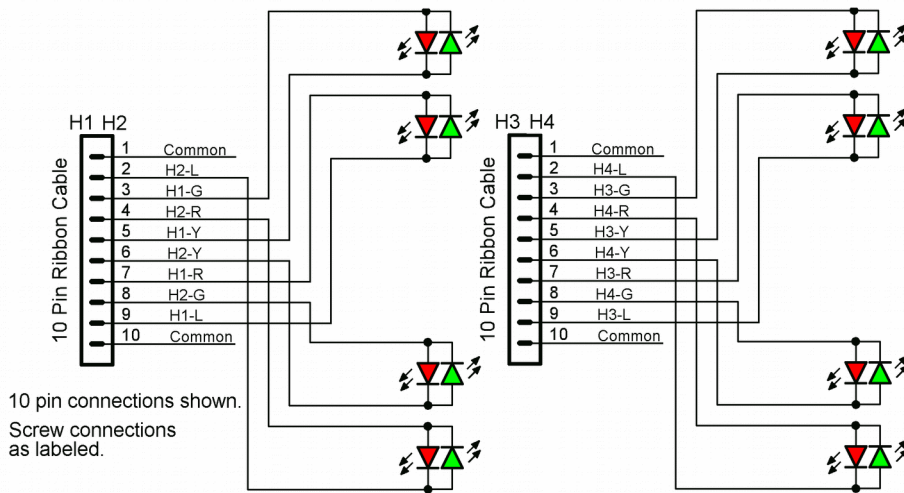 H1 H2
10 Pin Ribbon Cable
1 Common
2 H2-L
3 H1-G
4 H2-R
5 H1-Y
6 H2-Y
7 H1-R
8 H2-G
9 H1-L
10 Common
10 pin connections shown.
Screw connections
as labeled.
H3 H4
10 Pin Ribbon Cable
1 Common
2 H4-L
3 H3-G
4 H4-R
5 H3-Y
6 H4-Y
7 H3-R
8 H4-G
9 H3-L
10 Common